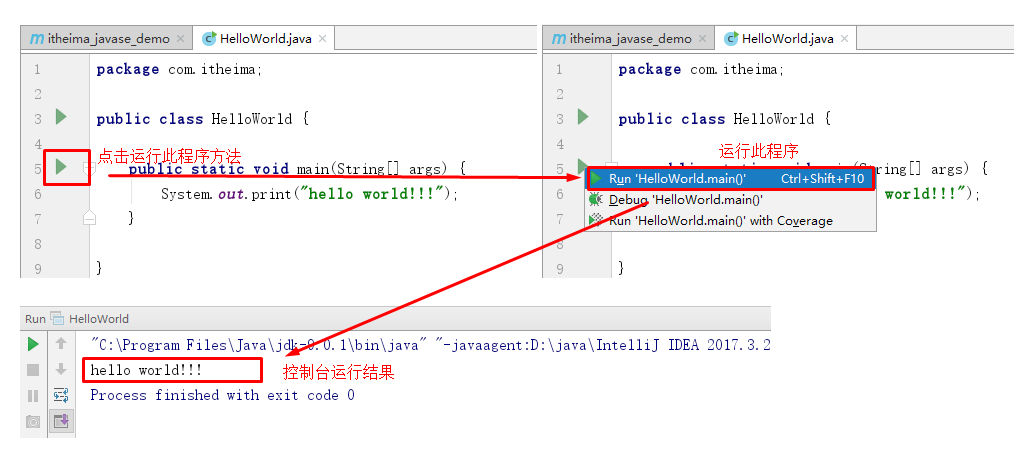 itheima_javase_demo × HelloWorld.java ×
1 package com.itheima;
2
3 public class HelloWorld {
4
点击运行此程序方法
5 public static void main(String[] args) {
6 System.out.print("hello world!!!");
7 }
8
9 }
itheima_javase_demo × HelloWorld.java ×
1 package com.itheima;
2
3 public class HelloWorld {
4
运行此程序
5 String[] args) {
Run 'HelloWorld.main()' Ctrl+Shift+F10
6 world!!!");
Debug 'HelloWorld.main()'
7
Run 'HelloWorld.main()' with Coverage
8
9 }
Run HelloWorld
"C:\Program Files\Java\jdk-9.0.1\bin\java" "-javaagent:D:\java\IntelliJ IDEA 2017.3.2
hello world!!! 控制台运行结果
Process finished with exit code 0